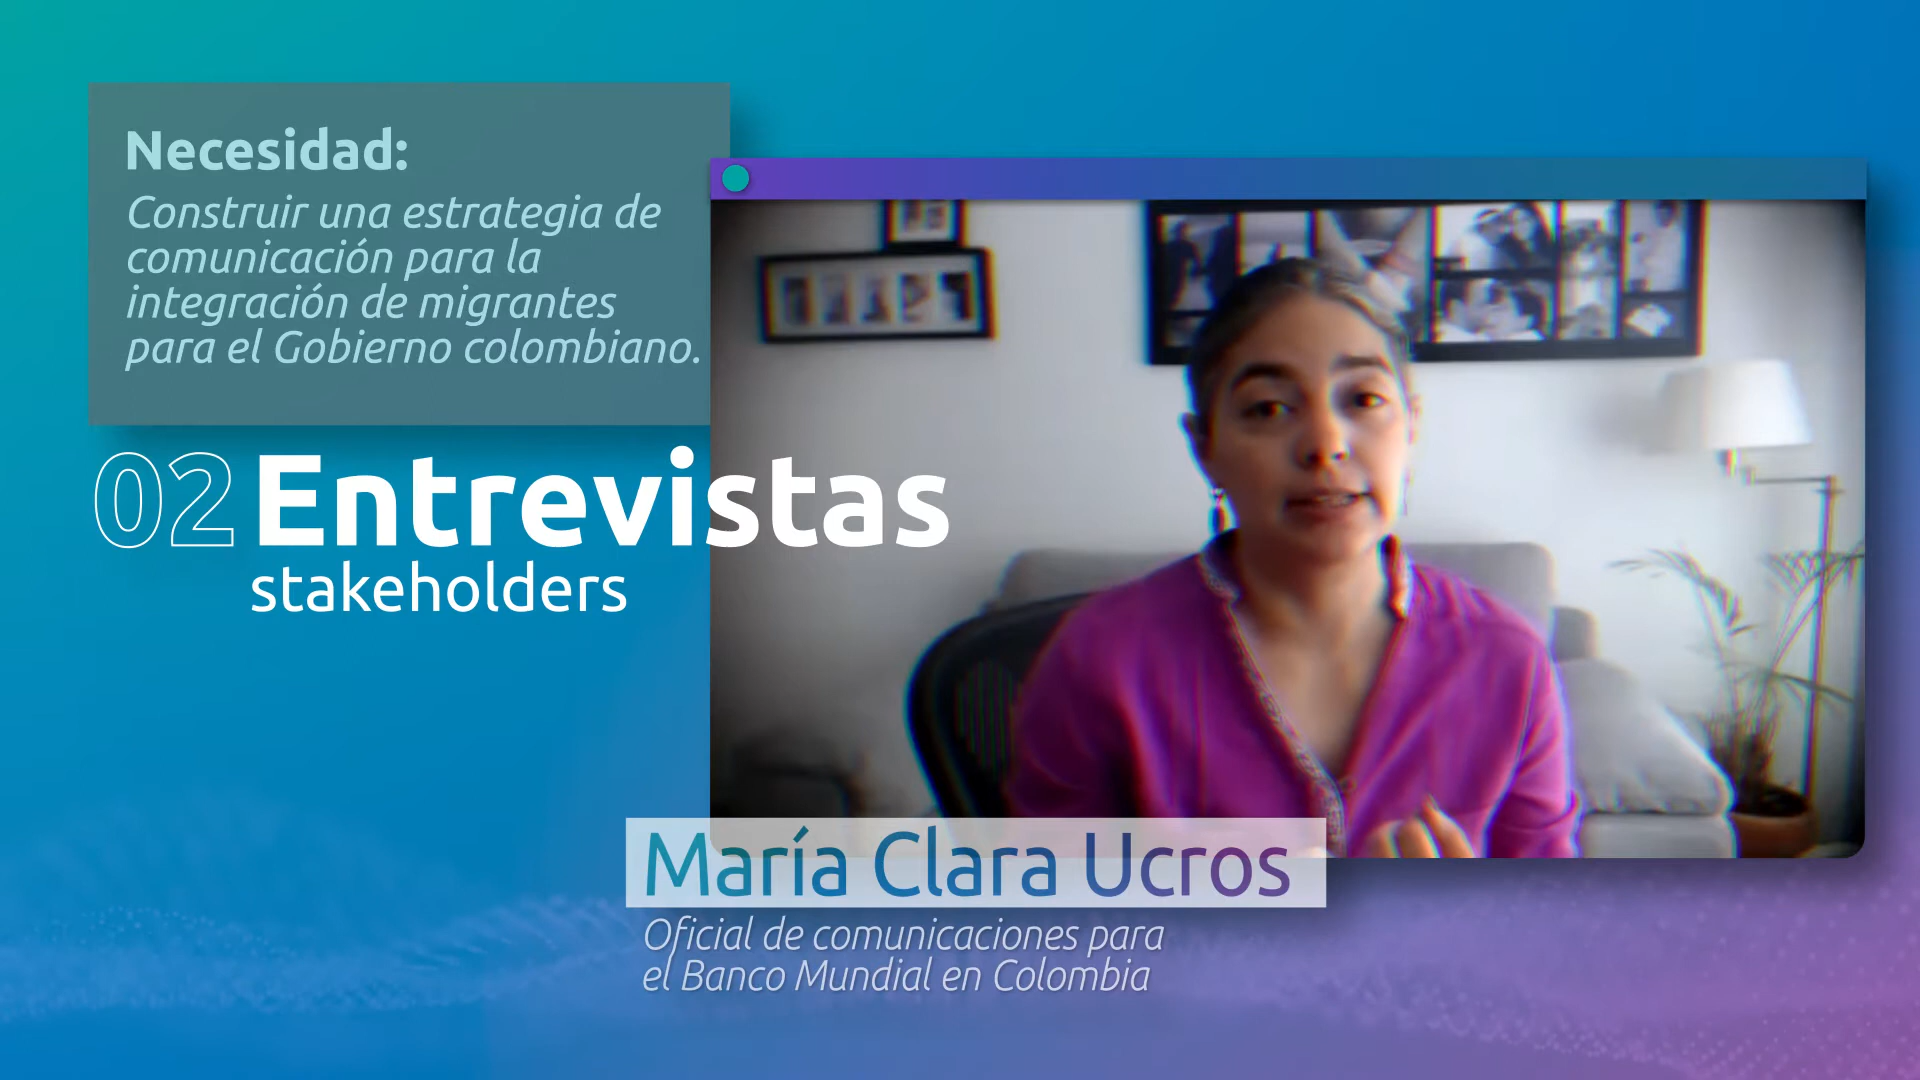 Necesidad:
Construir una estrategia de
comunicación para la
integración de migrantes
para el Gobierno colombiano.
02 Entrevistas
stakeholders
María Clara Ucros
Oficial de comunicaciones para
el Banco Mundial en Colombia